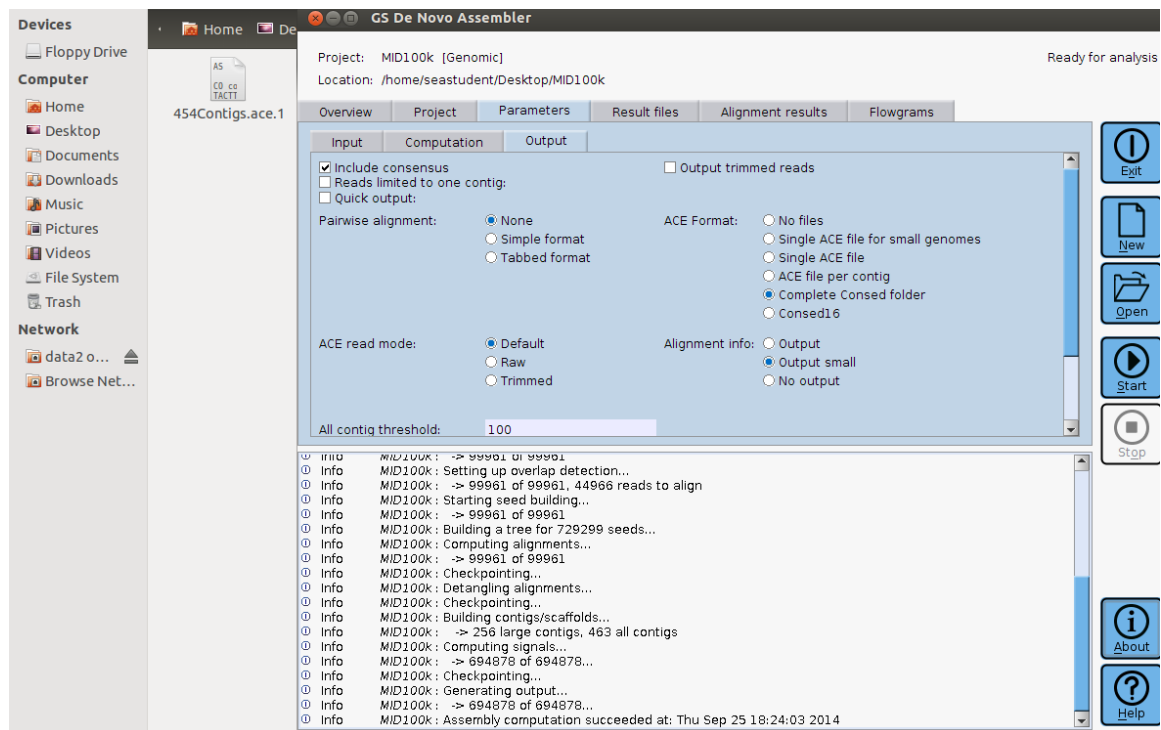 Devices
Floppy Drive
Computer
Home
Desktop
Documents
Downloads
Music
Pictures
Videos
File System
Trash
Network
data2 o...
Browse Net...
Home De
AS
CO co
TACTT
454Contigs.ace.1
GS De Novo Assembler
Project: MID100k [Genomic]
Ready for analysis
Location: /home/seastudent/Desktop/MID100k
Overview Project Parameters Result files Alignment results Flowgrams
Input Computation Output
Include consensus
Output trimmed reads
Reads limited to one contig:
Quick output:
Pairwise alignment:
None
Simple format
Tabbed format
ACE Format:
No files
Single ACE file for small genomes
Single ACE file
ACE file per contig
Complete Consed folder
Consed16
ACE read mode:
Default
Raw
Trimmed
Alignment info:
Output
Output small
No output
All contig threshold: 100
Exit
New
Open
Start
Stop
About
Help
Info MID100k : -> 99961 of 99961
Info MID100k : Setting up overlap detection...
Info MID100k : -> 99961 of 99961, 44966 reads to align
Info MID100k : Starting seed building...
Info MID100k : -> 99961 of 99961
Info MID100k : Building a tree for 729299 seeds...
Info MID100k : Computing alignments...
Info MID100k : -> 99961 of 99961
Info MID100k : Checkpointing...
Info MID100k : Detangling alignments...
Info MID100k : Checkpointing...
Info MID100k : Building contigs/scaffolds...
Info MID100k : -> 256 large contigs, 463 all contigs
Info MID100k : Computing signals...
Info MID100k : -> 694878 of 694878...
Info MID100k : Checkpointing...
Info MID100k : Generating output...
Info MID100k : -> 694878 of 694878...
Info MID100k : Assembly computation succeeded at: Thu Sep 25 18:24:03 2014